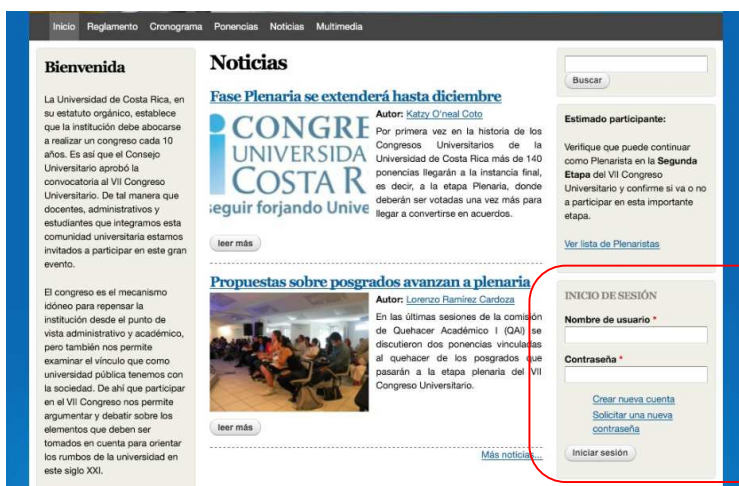 Inicio Reglamento Cronograma Ponencias Noticias Multimedia
Bienvenida
La Universidad de Costa Rica, en
su estatuto orgánico, establece
que la institución debe abocarse
a realizar un congreso cada 10
años. Es así que el Consejo
Universitario aprobó la
convocatoria al VII Congreso
Universitario. De tal manera que
docentes, administrativos y
estudiantes que integramos esta
comunidad universitaria estamos
invitados a participar en este gran
evento.
El congreso es el mecanismo
idóneo para repensar la
institución desde el punto de
vista administrativo y académico,
pero también nos permite
examinar el vínculo que como
universidad pública tenemos con
la sociedad. De ahí que participar
en el VII Congreso nos permite
argumentar y debatir sobre los
elementos que deben ser
tomados en cuenta para orientar
los rumbos de la universidad en
este siglo XXI.
Noticias
Fase Plenaria se extenderá hasta diciembre
CONGRE
UNIVERSIDA
COSTA R
seguir forjando Unive
Autor: Katzy O'neal Coto
Por primera vez en la historia de los
Congresos Universitarios de la
Universidad de Costa Rica más de 140
ponencias llegarán a la instancia final,
es decir, a la etapa Plenaria, donde
deberán ser votadas una vez más para
llegar a convertirse en acuerdos.
leer más
Propuestas sobre posgrados avanzan a plenaria
Autor: Lorenzo Ramírez Cardoza
En las últimas sesiones de la comisión
de Quehacer Académico I (QAI) se
discutieron dos ponencias vinculadas
al quehacer de los posgrados que
pasarán a la etapa plenaria del VII
Congreso Universitario.
leer más
Más noticias...
Buscar
Estimado participante:
Verifique que puede continuar
como Plenarista en la Segunda
Etapa del VII Congreso
Universitario y confirme si va o no
a participar en esta importante
etapa.
Ver lista de Plenaristas
INICIO DE SESIÓN
Nombre de usuario *
Contraseña *
Crear nueva cuenta
Solicitar una nueva
contraseña
Iniciar sesión